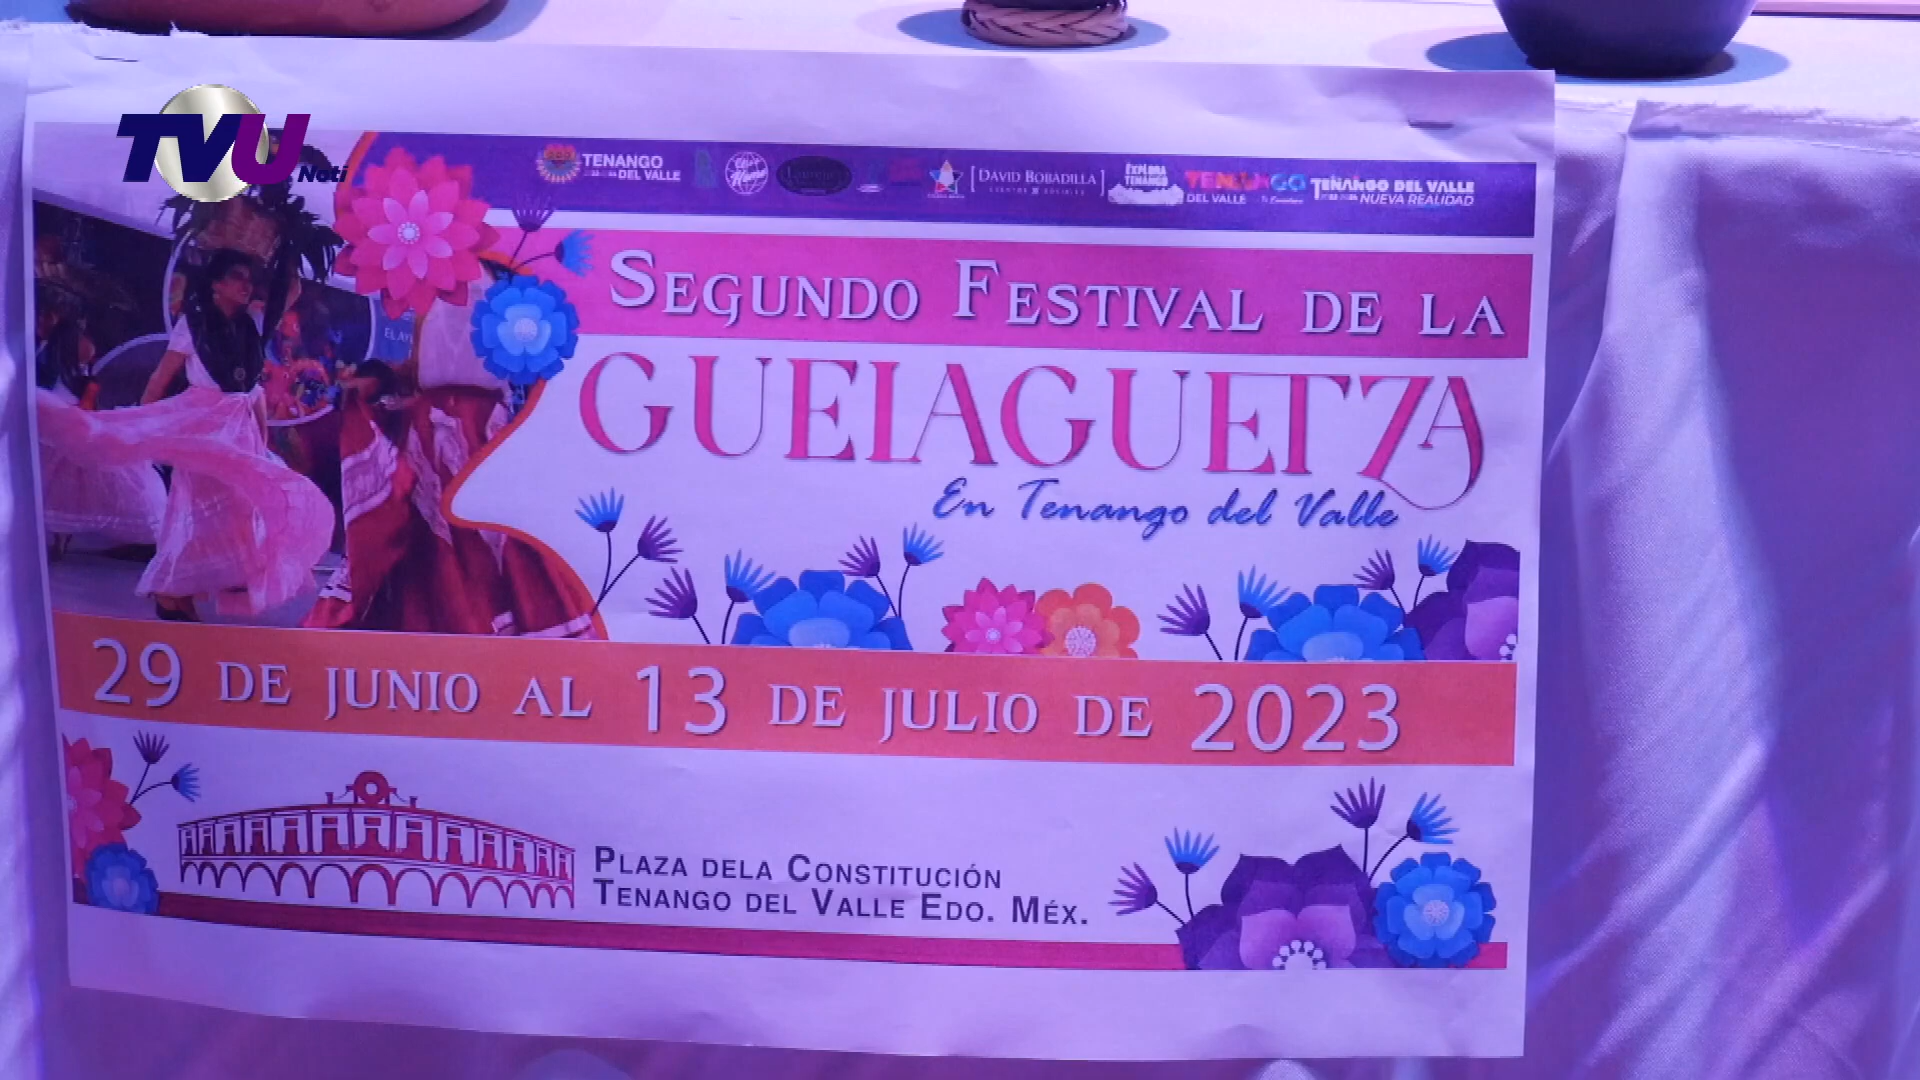 TVU
Noti
TENANGO
DEL VALLE
[DAVID BOBADILLA]
EXPLORA
TENANGO
TENANGO
DEL VALLE
TENANGO DEL VALLE
NUEVA REALIDAD
SEGUNDO FESTIVAL DE LA
GUELAGUETZA
En Tenango del Valle
29 DE JUNIO AL 13 DE JULIO DE 2023
PLAZA DELA CONSTITUCIÓN
TENANGO DEL VALLE EDO. MÉX.